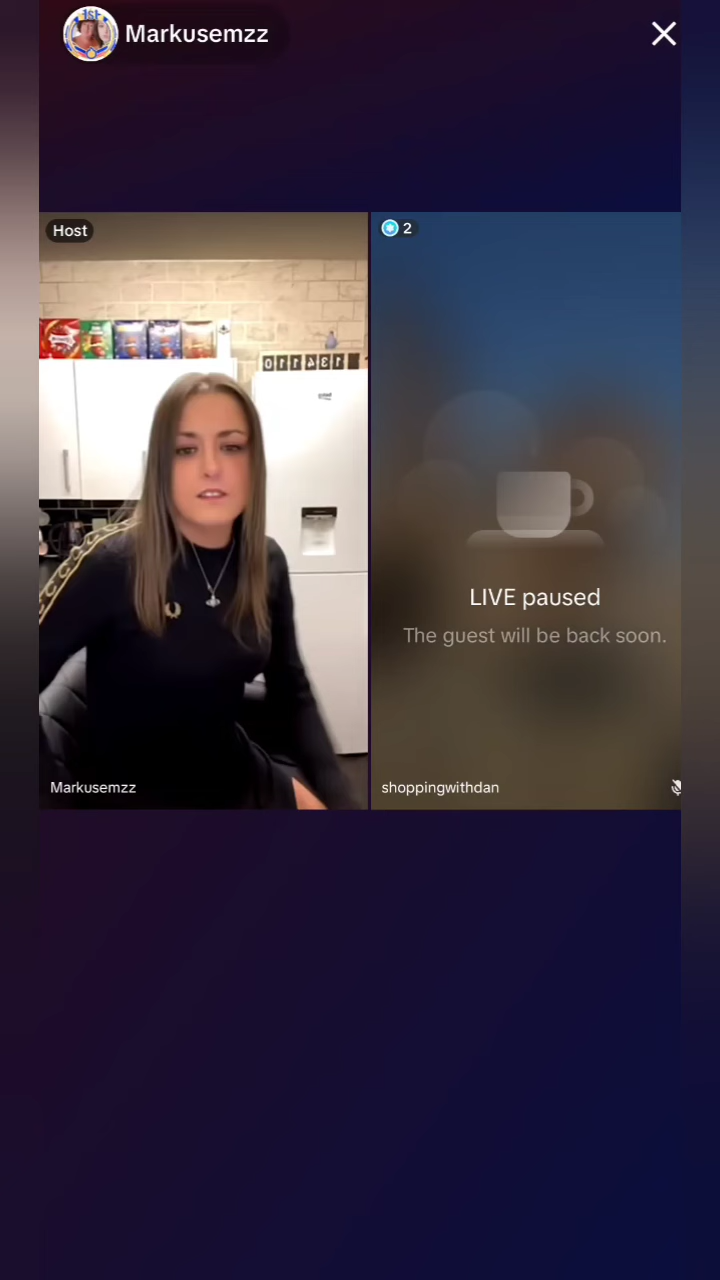 Markusemzz
Host
2
LIVE paused
The guest will be back soon.
Markusemzz
shoppingwithdan